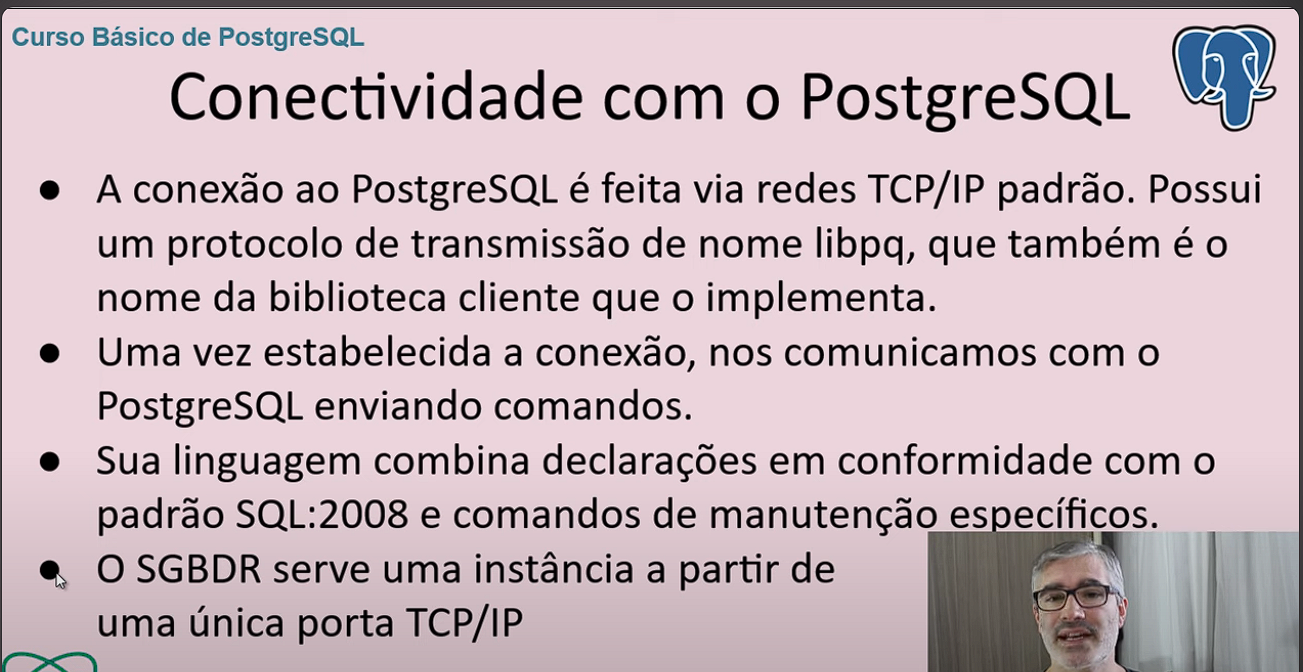 Curso Básico de PostgreSQL
Conectividade com o PostgreSQL
● A conexão ao PostgreSQL é feita via redes TCP/IP padrão. Possui
um protocolo de transmissão de nome libpq, que também é o
nome da biblioteca cliente que o implementa.
● Uma vez estabelecida a conexão, nos comunicamos com o
PostgreSQL enviando comandos.
● Sua linguagem combina declarações em conformidade com o
padrão SQL:2008 e comandos de manutenção específicos.
● O SGBDR serve uma instância a partir de
uma única porta TCP/IP